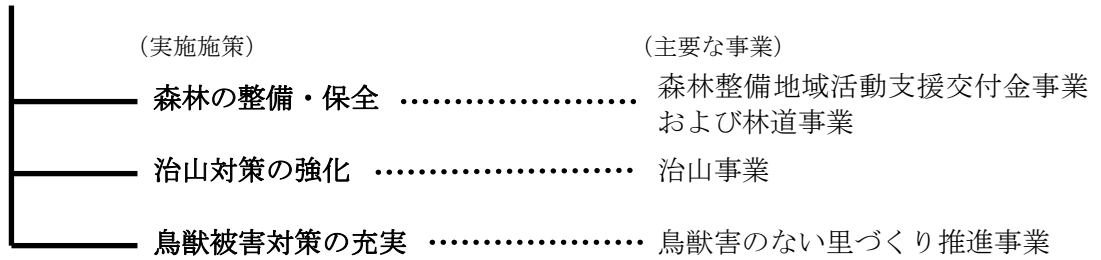 （実施施策） （主要な事業）
森林の整備・保全 …………………… 森林整備地域活動支援交付金事業
および林道事業
治山対策の強化 …………………… 治山事業
鳥獣被害対策の充実 …………………… 鳥獣害のない里づくり推進事業